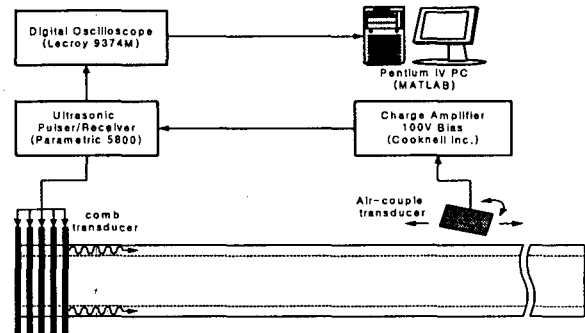 Digital Oscilloscope
(Lecroy 9374M)
Pentium IV PC
(MATLAB)
Ultrasonic
Pulser/Receiver
(Parametric 5800)
Charge Amplifier
100V Bias
(Cooknell Inc.)
Air-couple
transducer
comb
transducer